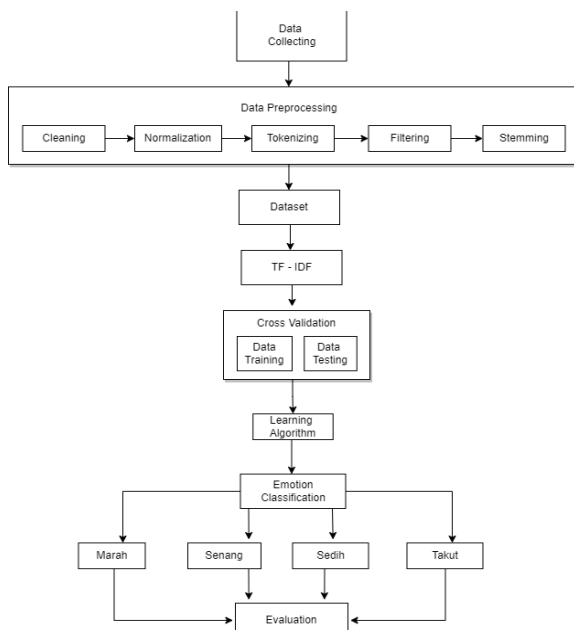 Data
Collecting
Data Preprocessing
Cleaning
Normalization
Tokenizing
Filtering
Stemming
Dataset
TF - IDF
Cross Validation
Data
Training
Data
Testing
Learning
Algorithm
Emotion
Classification
Marah
Senang
Sedih
Takut
Evaluation